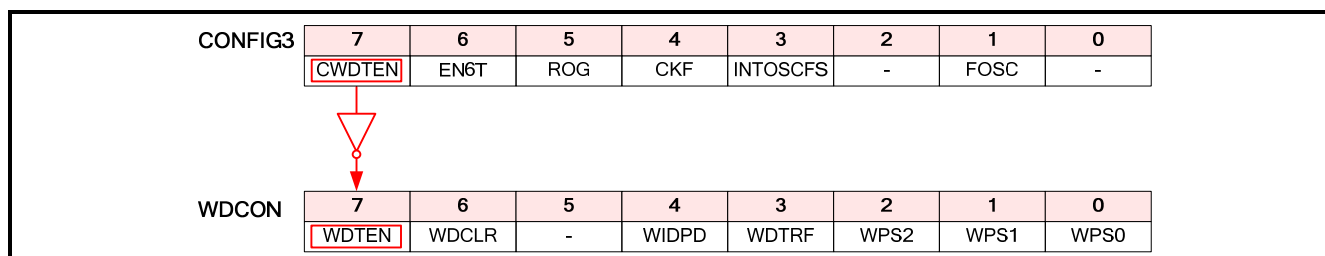 CONFIG3 7 6 5 4 3 2 1 0
CWDTEN EN6T ROG CKF INTOSCFS - FOSC -
WDCON 7 6 5 4 3 2 1 0
WDTEN WDCLR - WIDPD WDTRF WPS2 WPS1 WPS0